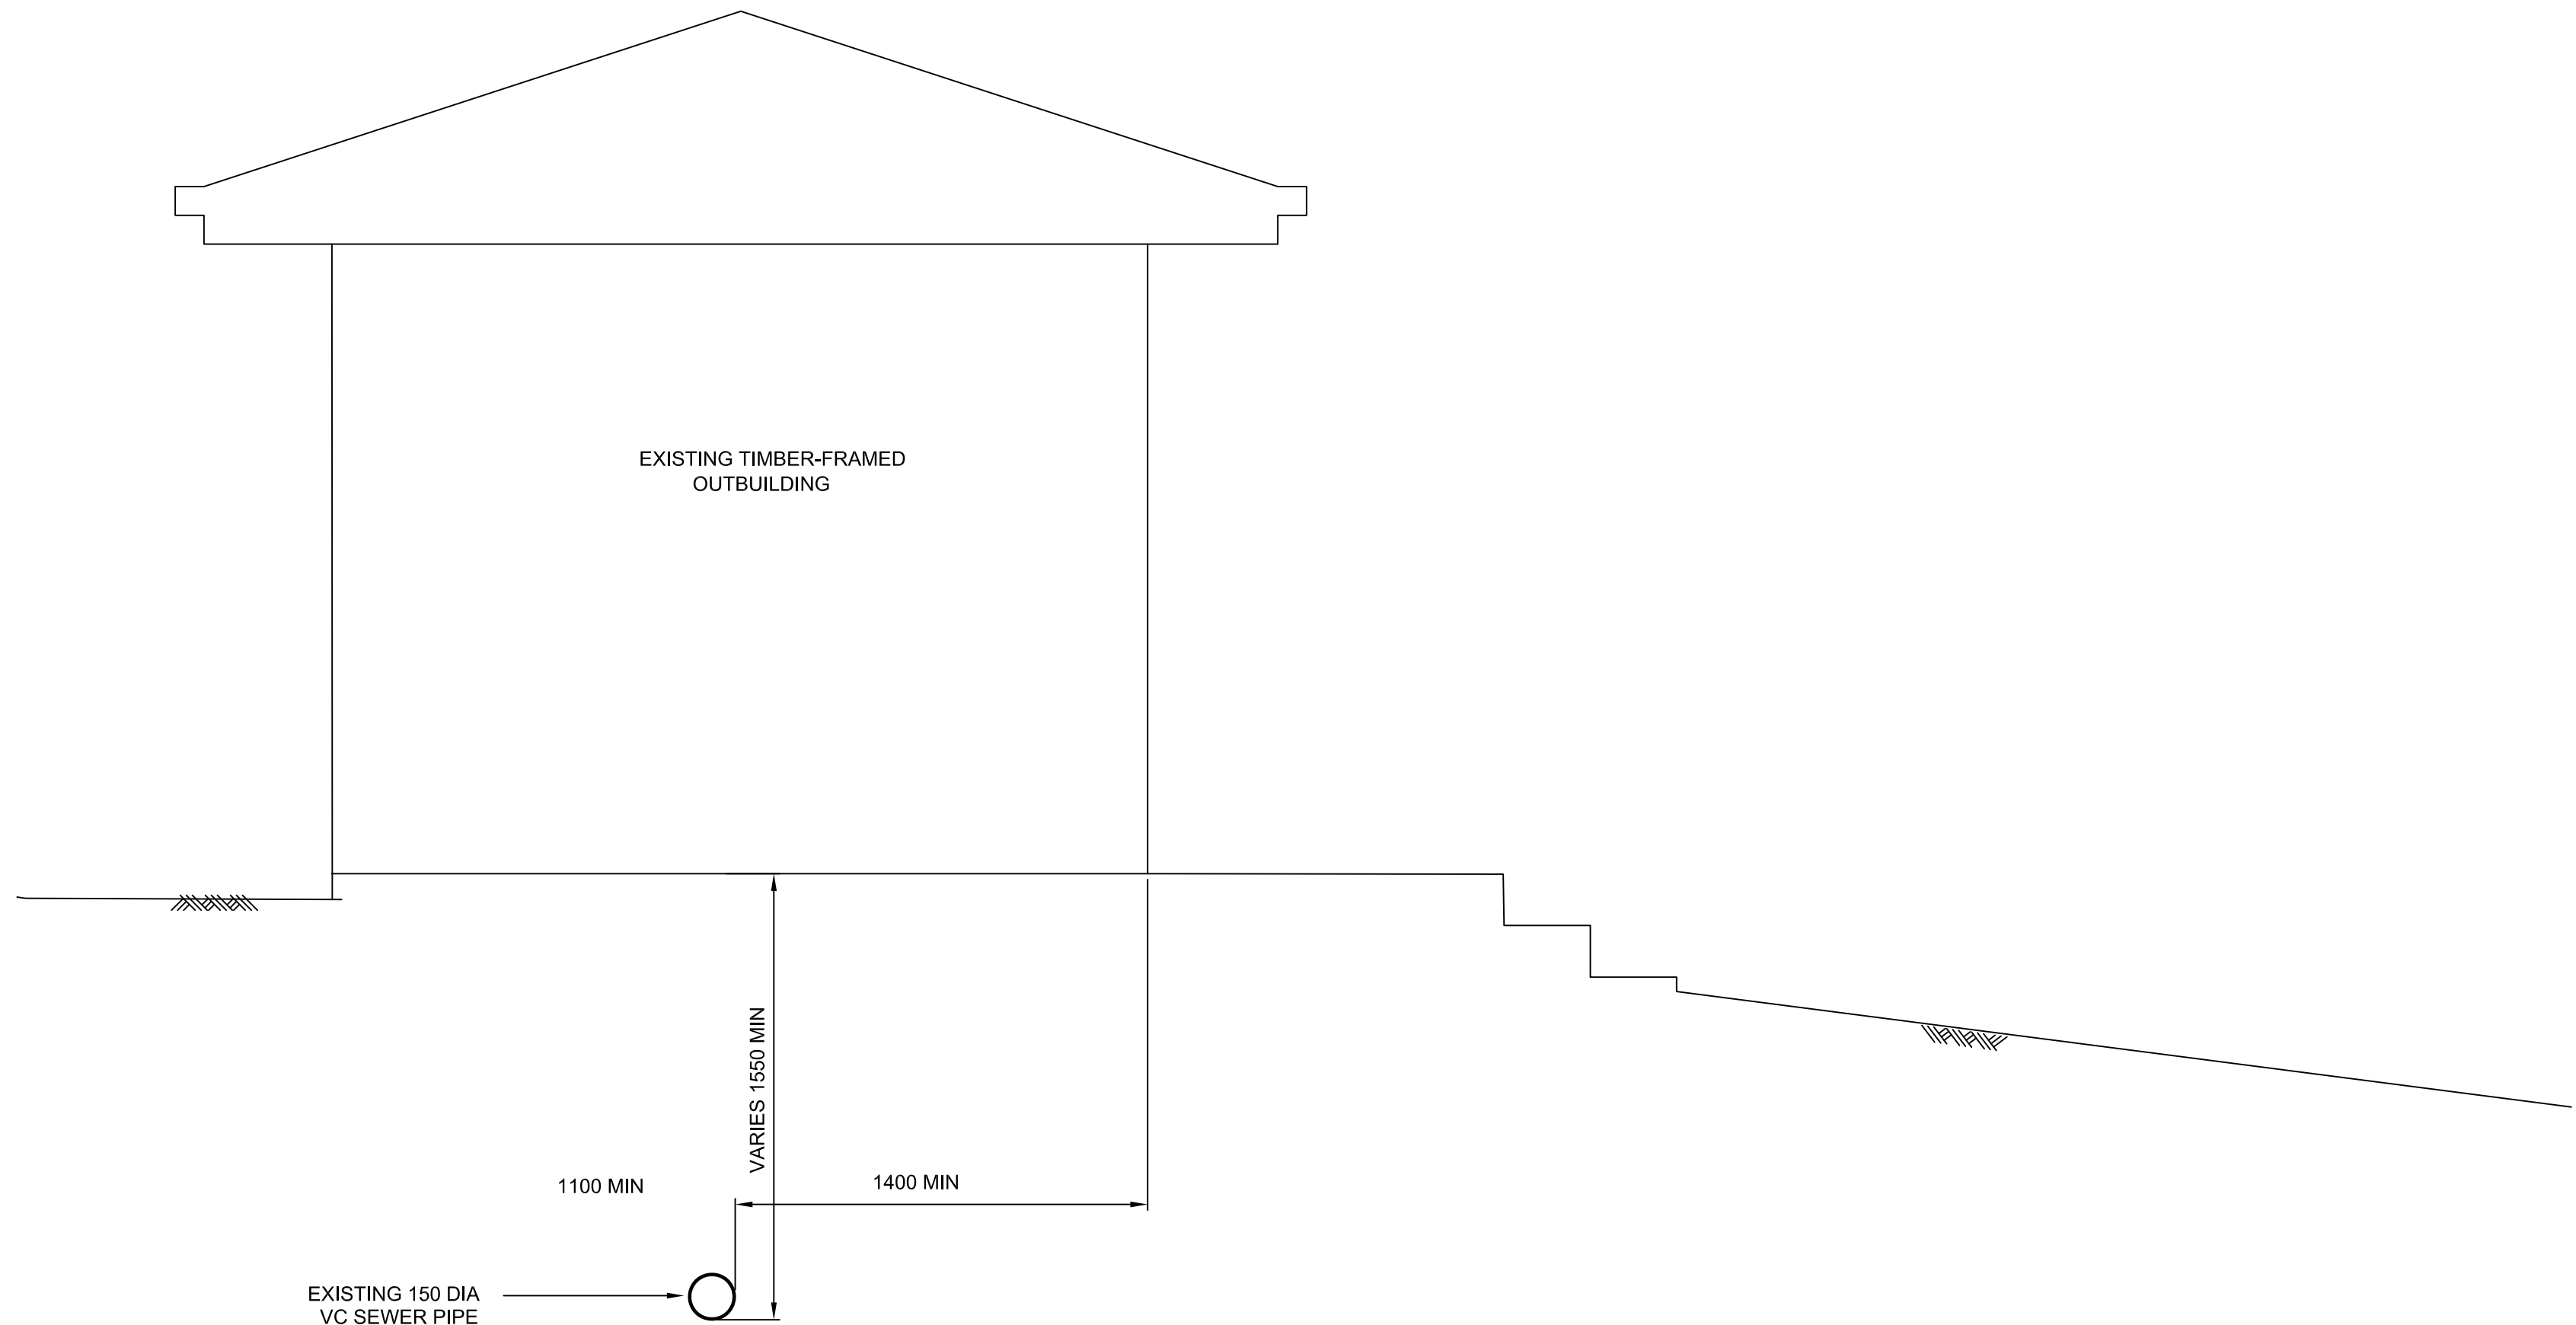 EXISTING TIMBER-FRAMED
OUTBUILDING
VARIES 1550 MIN
1100 MIN
1400 MIN
EXISTING 150 DIA
VC SEWER PIPE